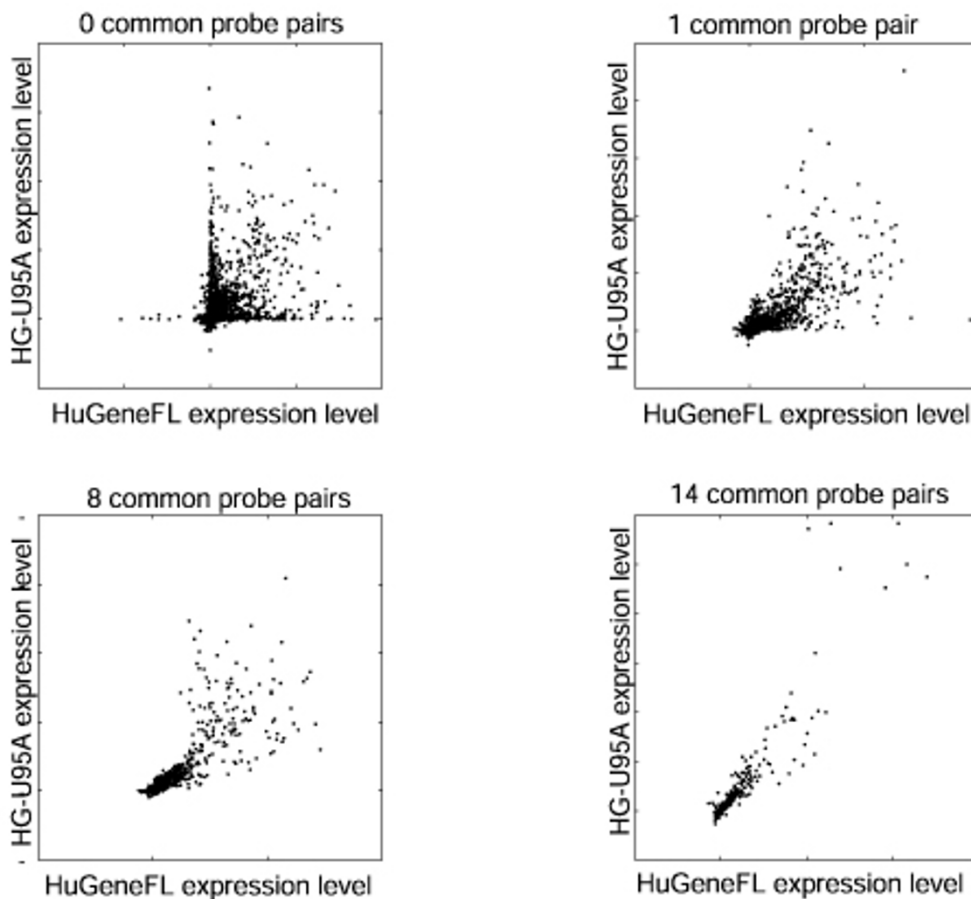 0 common probe pairs
HG-U95A expression level
HuGeneFL expression level
1 common probe pair
HG-U95A expression level
HuGeneFL expression level
8 common probe pairs
HG-U95A expression level
HuGeneFL expression level
14 common probe pairs
HG-U95A expression level
HuGeneFL expression level